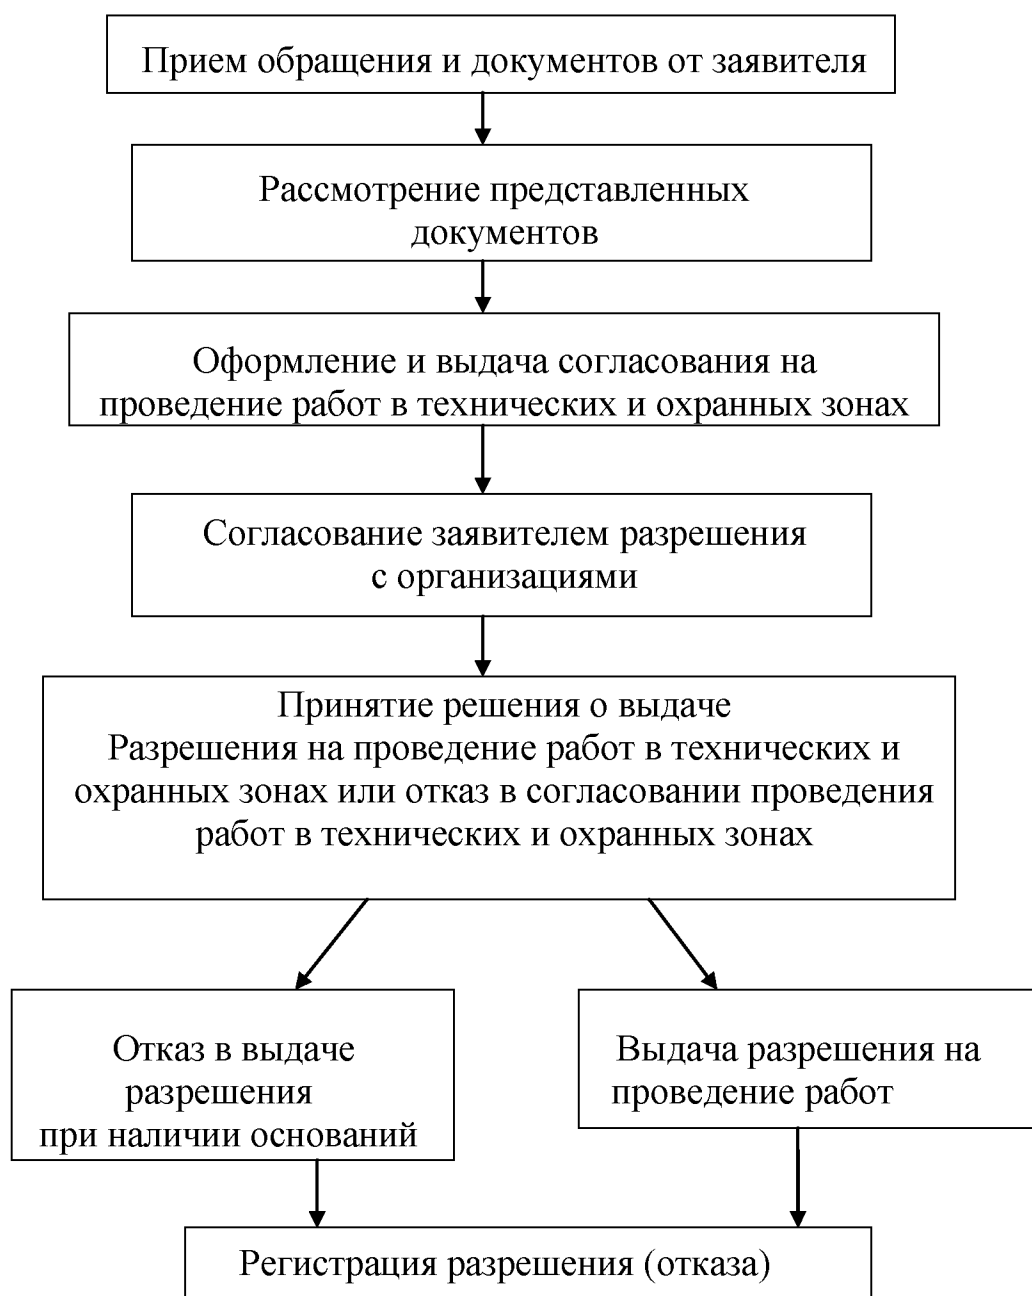 Прием обращения и документов от заявителя
Рассмотрение представленных
документов
Оформление и выдача согласования на
проведение работ в технических и охранных зонах
Согласование заявителем разрешения
с организациями
Принятие решения о выдаче
Разрешения на проведение работ в технических и
охранных зонах или отказ в согласовании проведения
работ в технических и охранных зонах
Отказ в выдаче
разрешения
при наличии оснований
Выдача разрешения на
проведение работ
Регистрация разрешения (отказа)